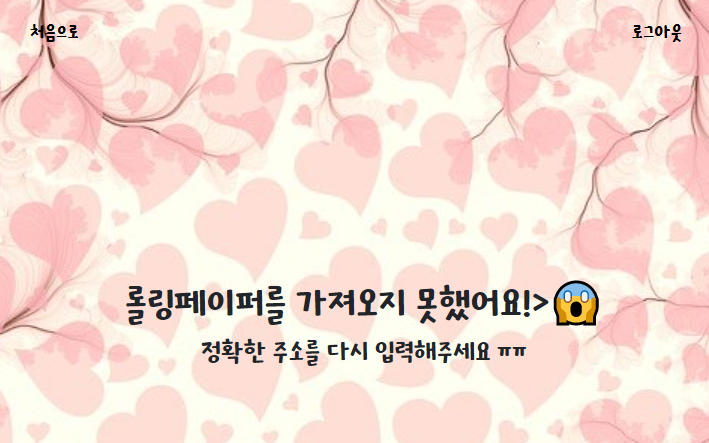 처음으로
로그아웃
롤링페이퍼를 가져오지 못했어요!>😱
정확한 주소를 다시 입력해주세요 ㅠㅠ